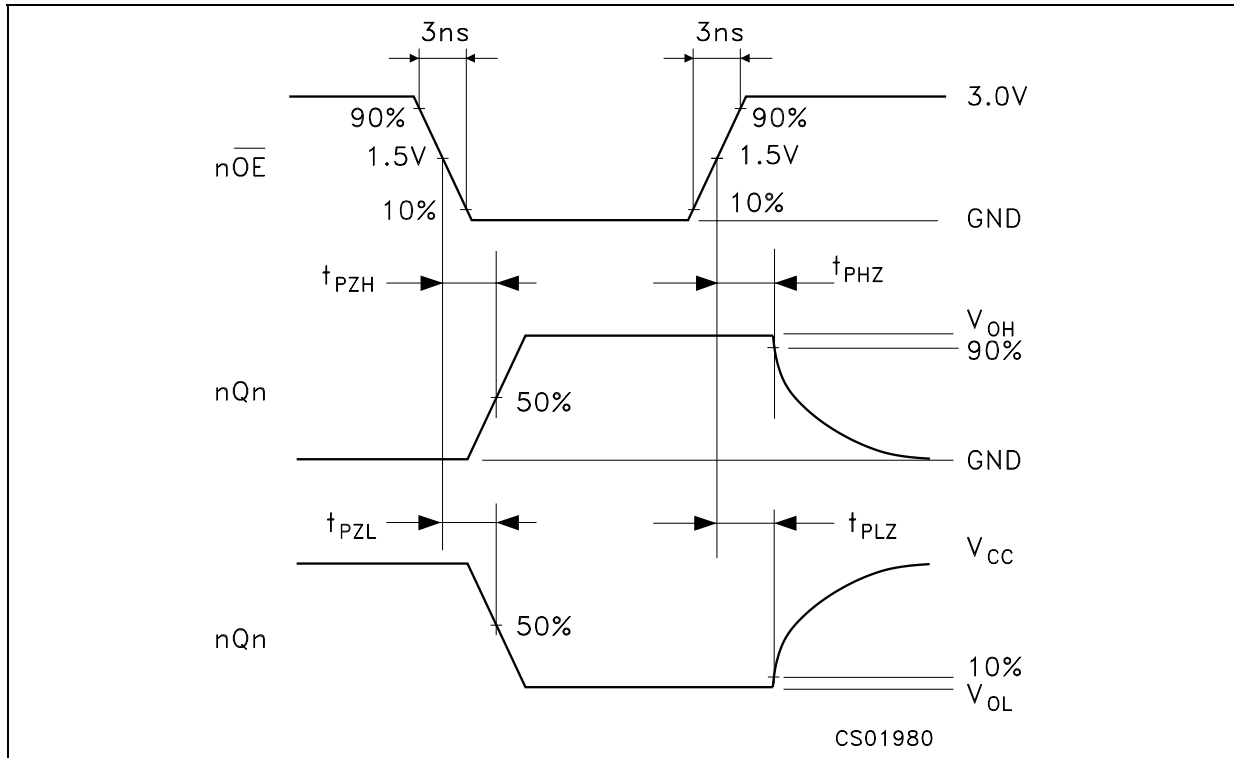 3ns 3ns
3.0V
90% 90%
nO̅E̅ 1.5V 1.5V
10% 10%
GND
tPZH tPHZ
VOH
90%
nQn 50%
GND
tPZL tPLZ
VCC
nQn 50%
10%
VOL
CS01980